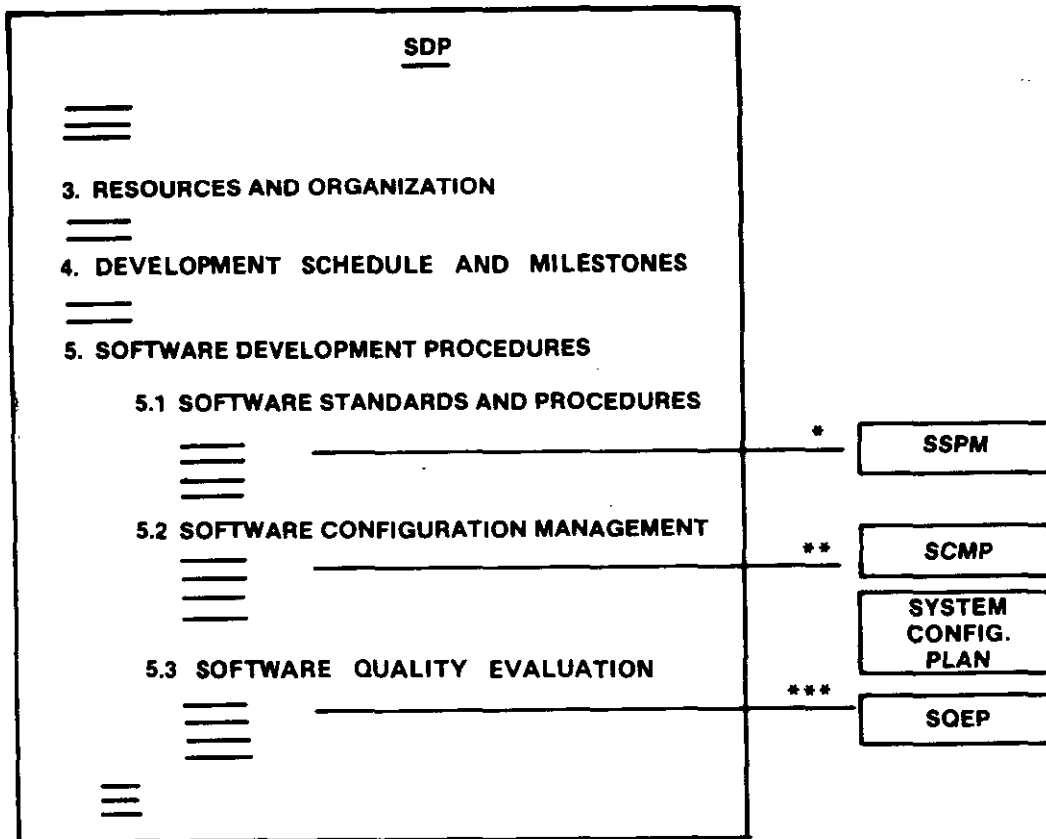 SDP
3. RESOURCES AND ORGANIZATION
4. DEVELOPMENT SCHEDULE AND MILESTONES
5. SOFTWARE DEVELOPMENT PROCEDURES
5.1 SOFTWARE STANDARDS AND PROCEDURES
*
SSPM
5.2 SOFTWARE CONFIGURATION MANAGEMENT
**
SCMP
SYSTEM
CONFIG.
PLAN
5.3 SOFTWARE QUALITY EVALUATION
***
SQEP